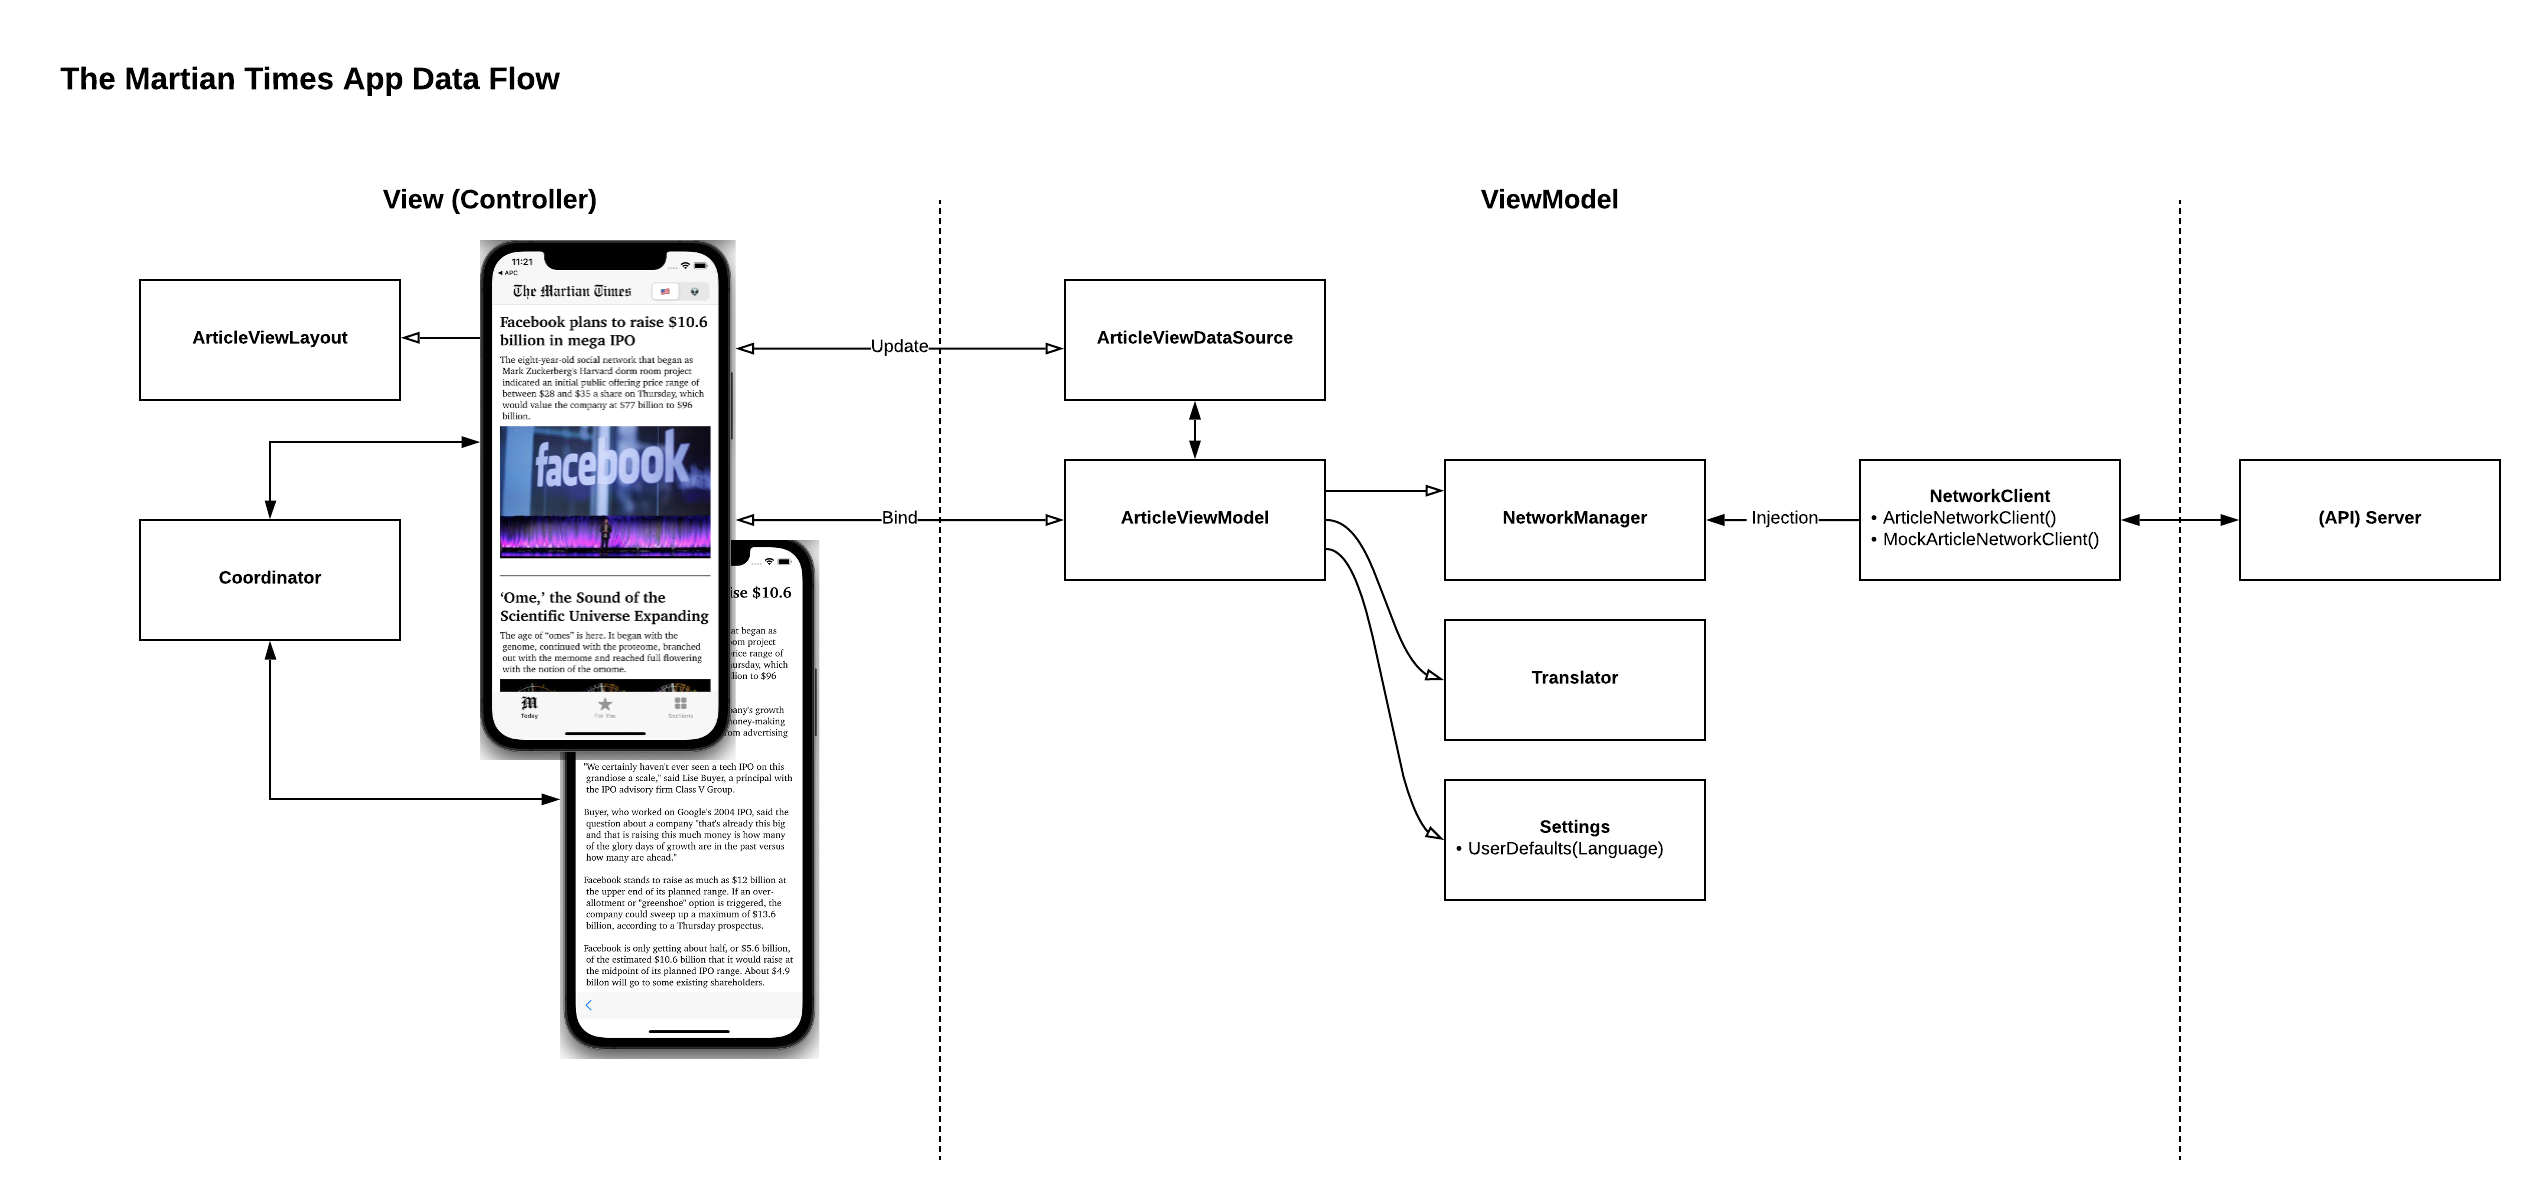 The Martian Times App Data Flow
View (Controller)
ViewModel
ArticleViewLayout
Coordinator
11:21
APC
The Martian Times
Facebook plans to raise $10.6
billion in mega IPO
The eight-year-old social network that began as
Mark Zuckerberg's Harvard dorm room project
indicated an initial public offering price range of
between $28 and $35 a share on Thursday, which
would value the company at $77 billion to $96
billion.
facebook
‘Ome,’ the Sound of the
Scientific Universe Expanding
The age of “omes” is here. It began with the
genome, continued with the proteome, branched
out with the memome and reached full flowering
with the notion of the omome.
M
Today
For You
Sections
ise $10.6
at began as
om project
rice range of
ursday, which
lion to $96
pany's growth
oney-making
om advertising
"We certainly haven't ever seen a tech IPO on this
grandiose a scale," said Lise Buyer, a principal with
the IPO advisory firm Class V Group.
Buyer, who worked on Google's 2004 IPO, said the
question about a company "that's already this big
and that is raising this much money is how many
of the glory days of growth are in the past versus
how many are ahead."
Facebook stands to raise as much as $12 billion at
the upper end of its planned range. If an over-
allotment or "greenshoe" option is triggered, the
company could sweep up a maximum of $13.6
billion, according to a Thursday prospectus.
Facebook is only getting about half, or $5.6 billion,
of the estimated $10.6 billion that it would raise at
the midpoint of its planned IPO range. About $4.9
billon will go to some existing shareholders.
Update
Bind
ArticleViewDataSource
ArticleViewModel
NetworkManager
Injection
NetworkClient
• ArticleNetworkClient()
• MockArticleNetworkClient()
(API) Server
Translator
Settings
• UserDefaults(Language)